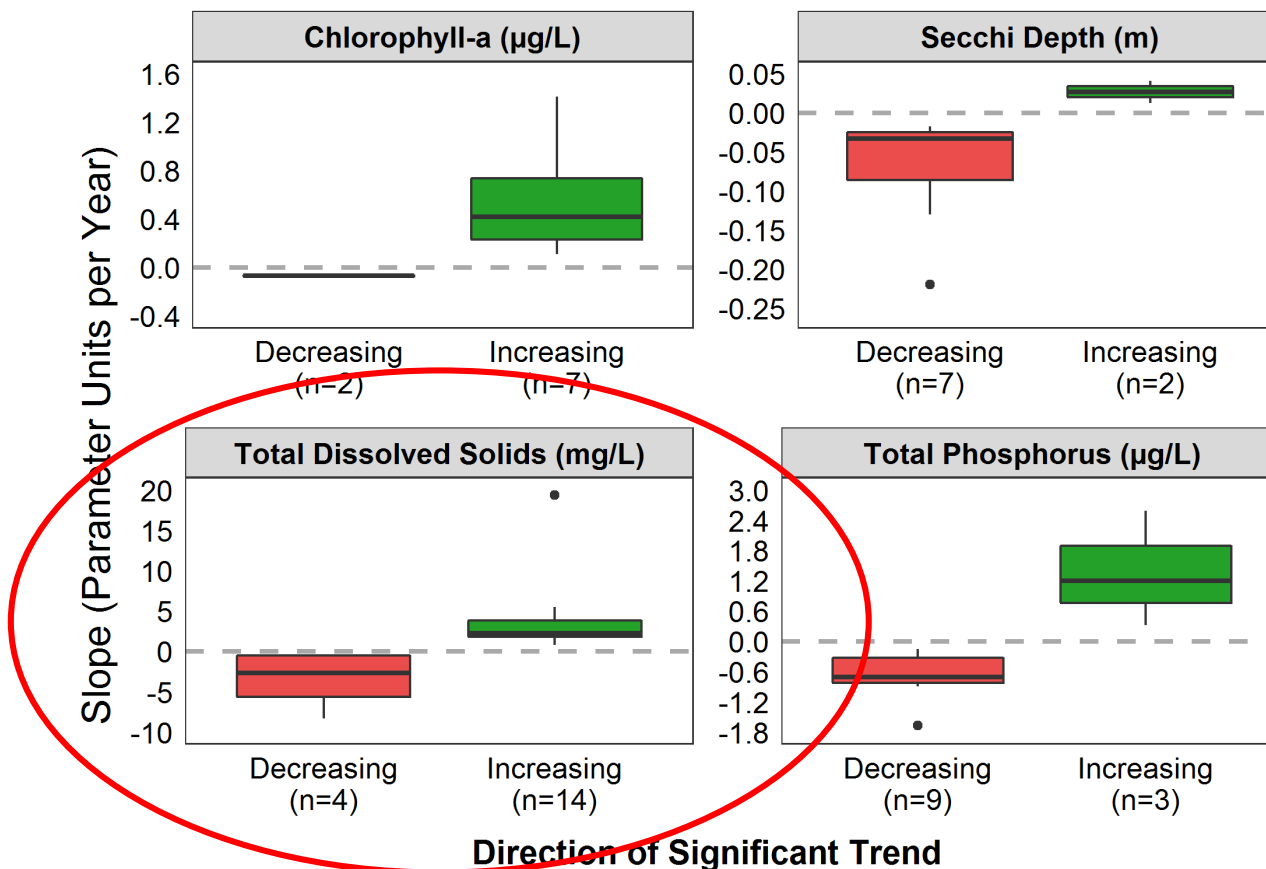 Chlorophyll-a (µg/L)
Secchi Depth (m)
1.6
1.2
0.8
0.4
0.0
-0.4
0.05
0.00
-0.05
-0.10
-0.15
-0.20
-0.25
Decreasing
(n=2)
Increasing
(n=7)
Decreasing
(n=7)
Increasing
(n=2)
Slope (Parameter Units per Year)
Total Dissolved Solids (mg/L)
Total Phosphorus (µg/L)
20
15
10
5
0
-5
-10
3.0
2.4
1.8
1.2
0.6
0.0
-0.6
-1.2
-1.8
Decreasing
(n=4)
Increasing
(n=14)
Decreasing
(n=9)
Increasing
(n=3)
Direction of Significant Trend